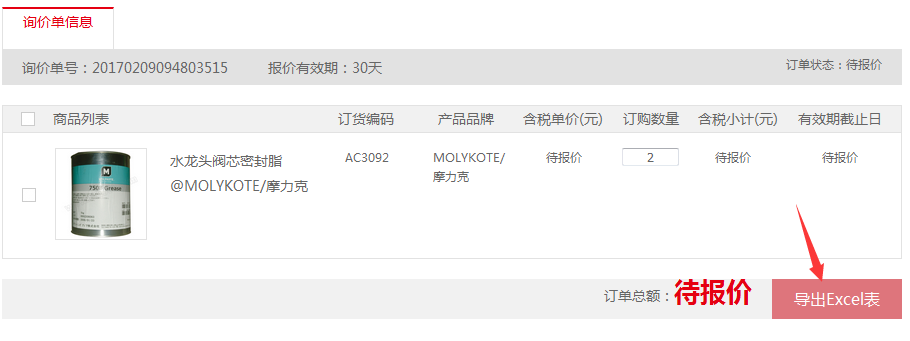 询价单信息
询价单号：20170209094803515 报价有效期：30天 订单状态：待报价
商品列表 订货编码 产品品牌 含税单价(元) 订购数量 含税小计(元) 有效期截止日
水龙头阀芯密封脂 AC3092 MOLYKOTE/ 待报价 2 待报价 待报价
@MOLYKOTE/摩力克 摩力克
M
Grease
订单总额：待报价 导出Excel表